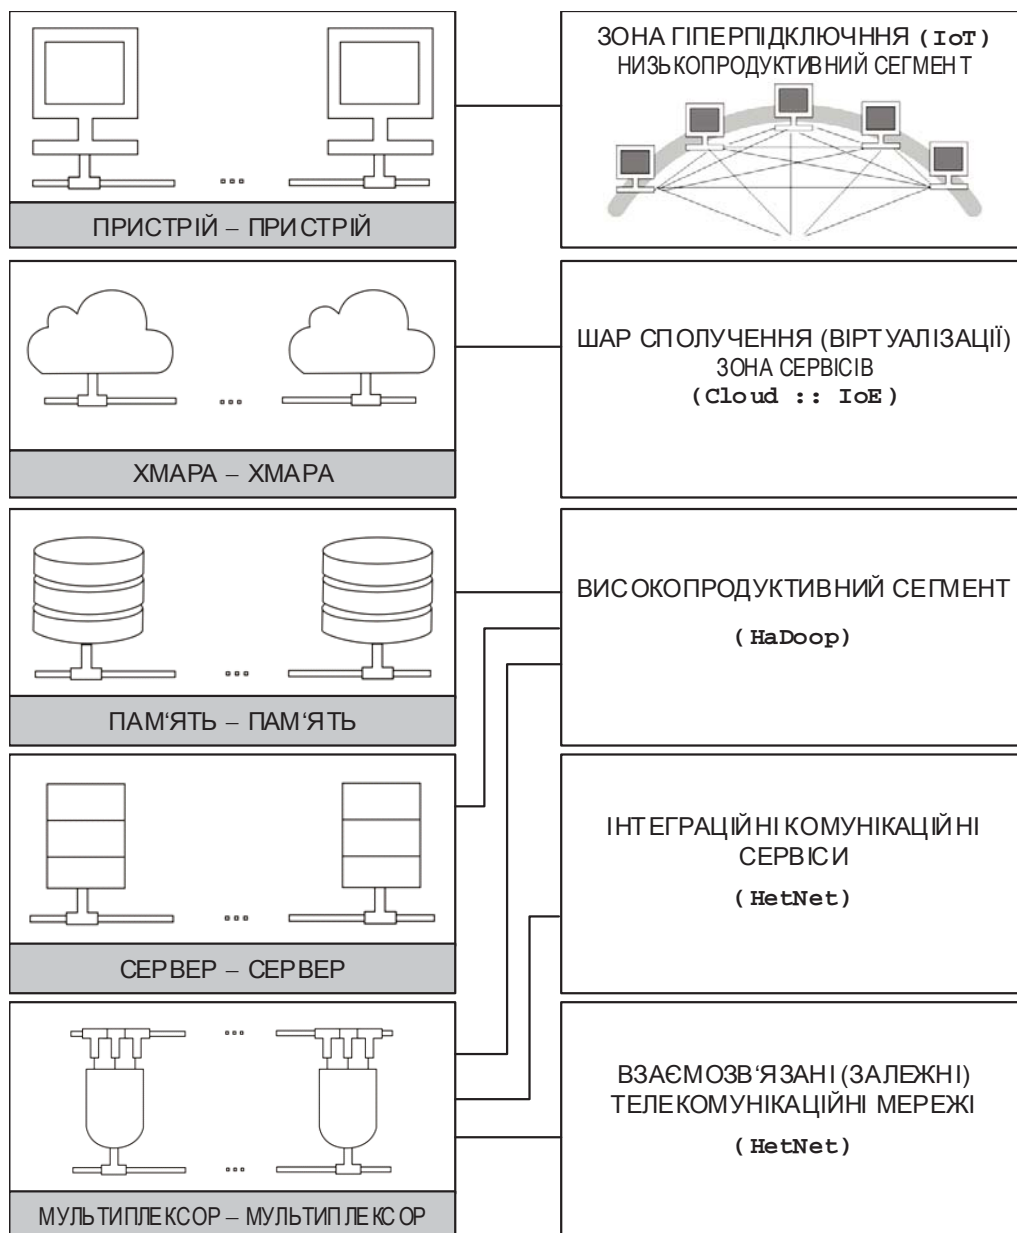 ЗОНА ГІПЕРПІДКЛЮЧННЯ (IoT)
НИЗЬКОПРОДУКТИВНИЙ СЕГМЕНТ
...
ПРИСТРІЙ – ПРИСТРІЙ
ШАР СПОЛУЧЕННЯ (ВІРТУАЛІЗАЦІЇ)
ЗОНА СЕРВІСІВ
(Cloud :: IoE)
...
ХМАРА – ХМАРА
ВИСОКОПРОДУКТИВНИЙ СЕГМЕНТ
(HaDoop)
...
ПАМ‘ЯТЬ – ПАМ‘ЯТЬ
ІНТЕГРАЦІЙНІ КОМУНІКАЦІЙНІ
СЕРВІСИ
(HetNet)
...
СЕРВЕР – СЕРВЕР
...
ВЗАЄМОЗВ‘ЯЗАНІ (ЗАЛЕЖНІ)
ТЕЛЕКОМУНІКАЦІЙНІ МЕРЕЖІ
(HetNet)
...
МУЛЬТИПЛЕКСОР – МУЛЬТИПЛЕКСОР